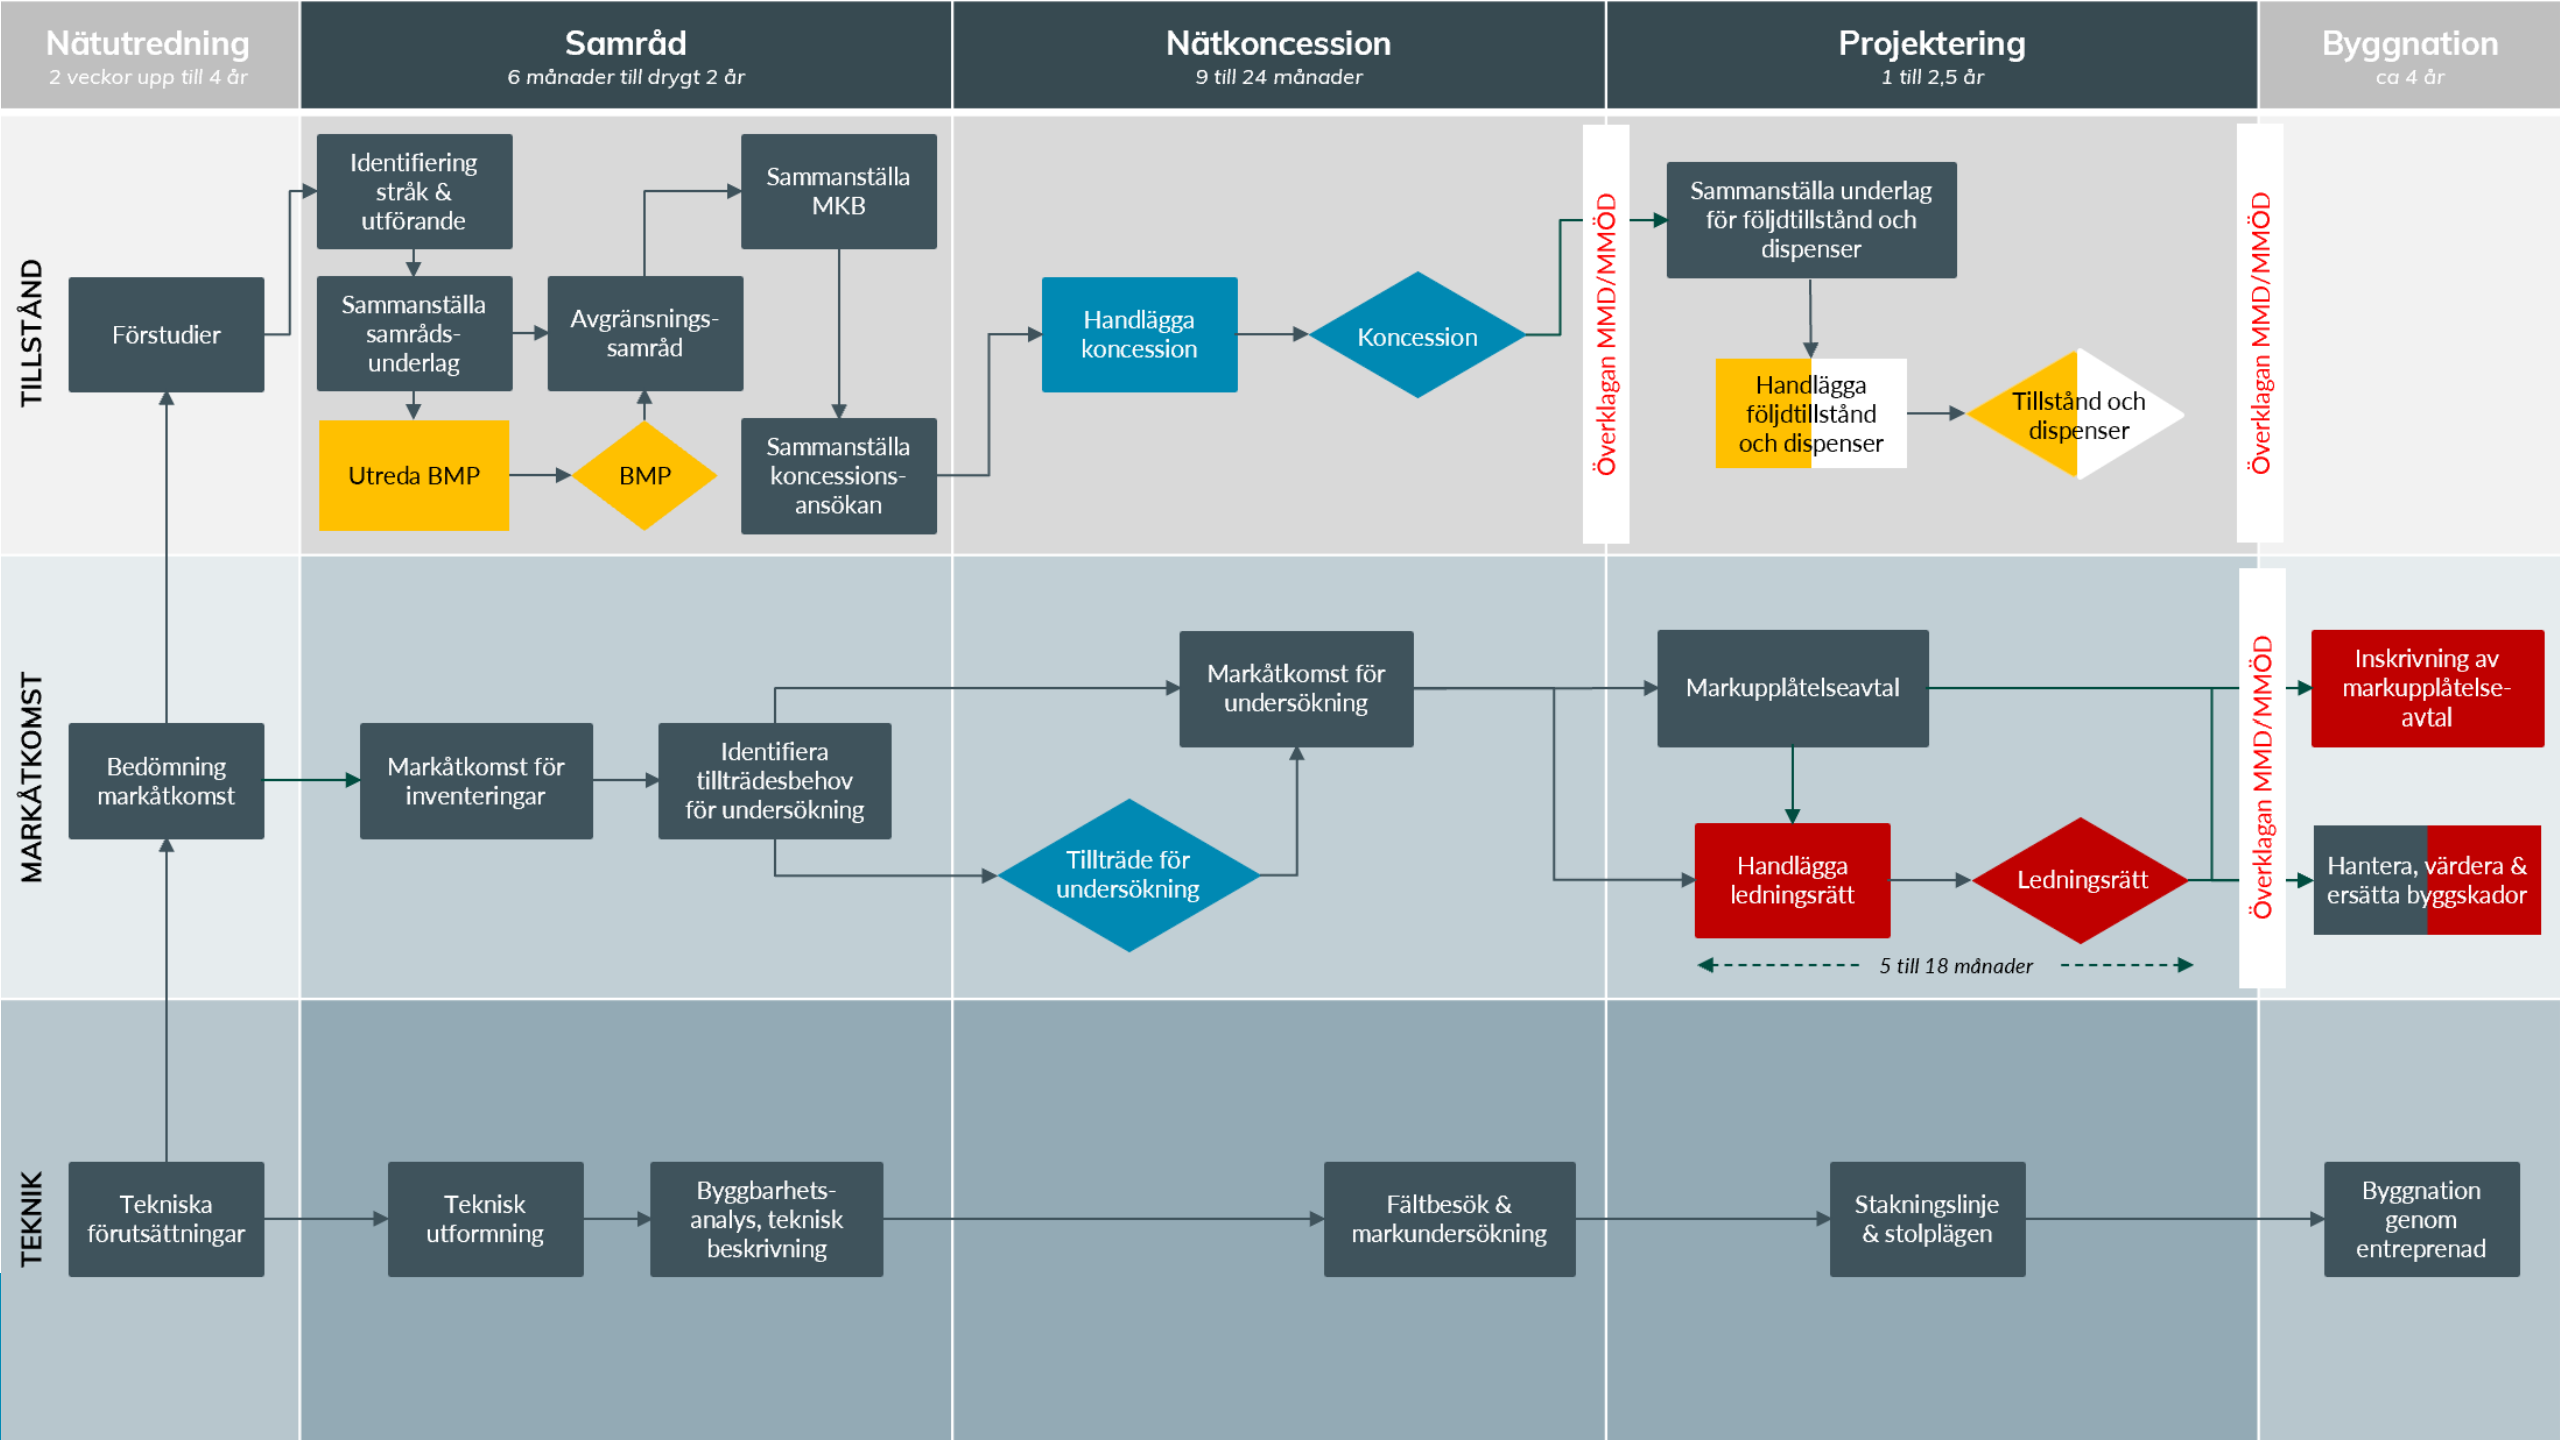 Nätutredning
2 veckor upp till 4 år
Samråd
6 månader till drygt 2 år
Nätkoncession
9 till 24 månader
Projektering
1 till 2,5 år
Byggnation
ca 4 år
TILLSTÅND
Förstudier
Identifiering
stråk &
utförande
Sammanställa
samråds-
underlag
Utreda BMP
BMP
Avgränsnings-
samråd
Sammanställa
MKB
Sammanställa
koncessions-
ansökan
Handlägga
koncession
Koncession
Överklagan MMD/MMÖD
Sammanställa underlag
för följdtillstånd och
dispenser
Handlägga
följdtillstånd
och dispenser
Tillstånd och
dispenser
Överklagan MMD/MMÖD
MARKÅTKOMST
Bedömning
markåtkomst
Markåtkomst för
inventeringar
Identifiera
tillträdesbehov
för undersökning
Tillträde för
undersökning
Markåtkomst för
undersökning
Markupplåtelseavtal
Handlägga
ledningsrätt
Ledningsrätt
5 till 18 månader
Överklagan MMD/MMÖD
Inskrivning av
markupplåtelse-
avtal
Hantera, värdera &
ersätta byggskador
TEKNIK
Tekniska
förutsättningar
Teknisk
utformning
Byggbarhets-
analys, teknisk
beskrivning
Fältbesök &
markundersökning
Stakningslinje
& stolplägen
Byggnation
genom
entreprenad